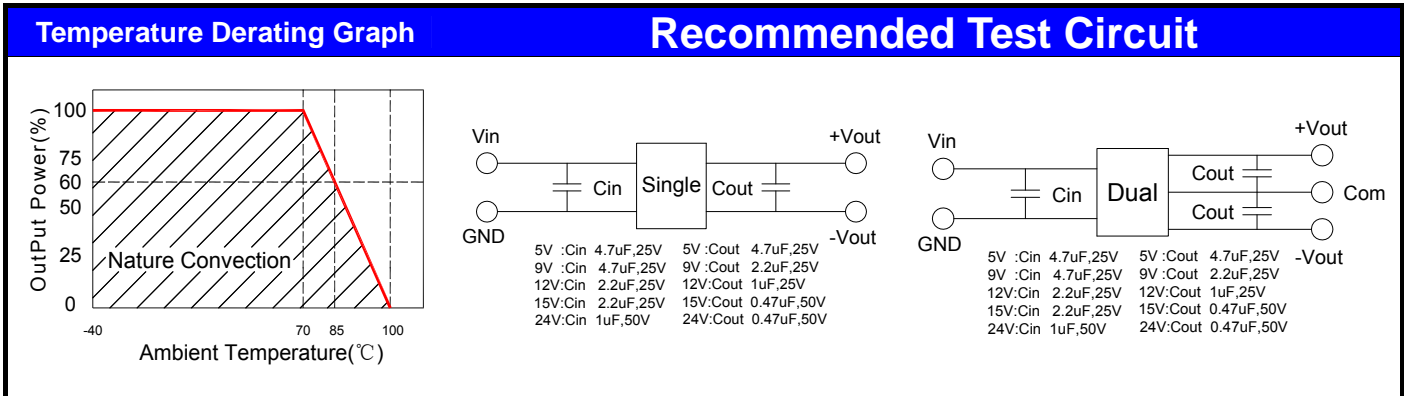 Temperature Derating Graph
Recommended Test Circuit
OutPut Power(%)
100
75
60
50
25
0
Nature Convection
-40 70 85 100
Ambient Temperature(℃)
Vin
GND
Cin
Single
Cout
+Vout
-Vout
5V :Cin 4.7uF,25V 5V :Cout 4.7uF,25V
9V :Cin 4.7uF,25V 9V :Cout 2.2uF,25V
12V:Cin 2.2uF,25V 12V:Cout 1uF,25V
15V:Cin 2.2uF,25V 15V:Cout 0.47uF,50V
24V:Cin 1uF,50V 24V:Cout 0.47uF,50V
Vin
GND
Cin
Dual
Cout
Cout
+Vout
Com
-Vout
5V :Cin 4.7uF,25V 5V :Cout 4.7uF,25V
9V :Cin 4.7uF,25V 9V :Cout 2.2uF,25V
12V:Cin 2.2uF,25V 12V:Cout 1uF,25V
15V:Cin 2.2uF,25V 15V:Cout 0.47uF,50V
24V:Cin 1uF,50V 24V:Cout 0.47uF,50V